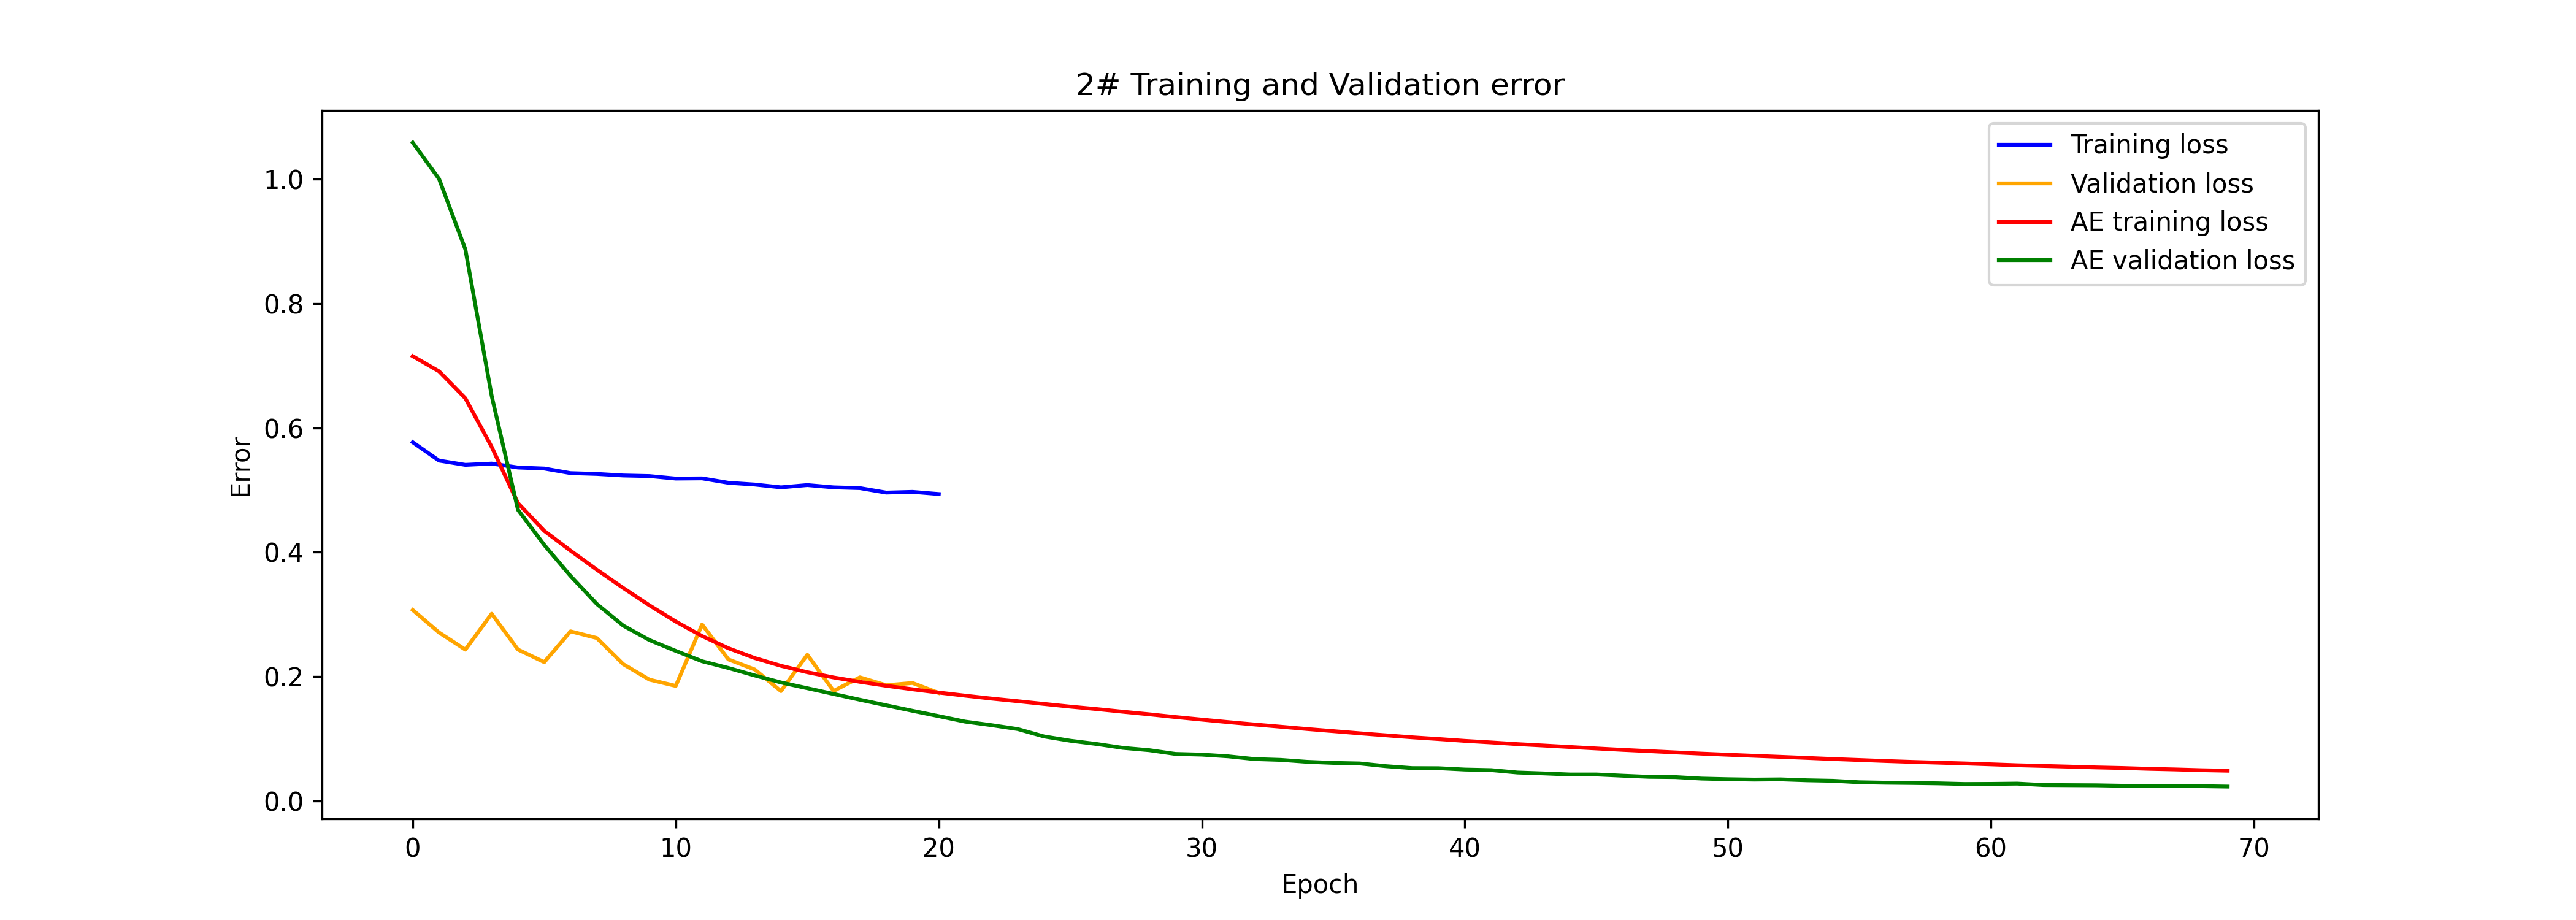 2# Training and Validation error
Training loss
Validation loss
AE training loss
AE validation loss
Error
1.0
0.8
0.6
0.4
0.2
0.0
0 10 20 30 40 50 60 70
Epoch